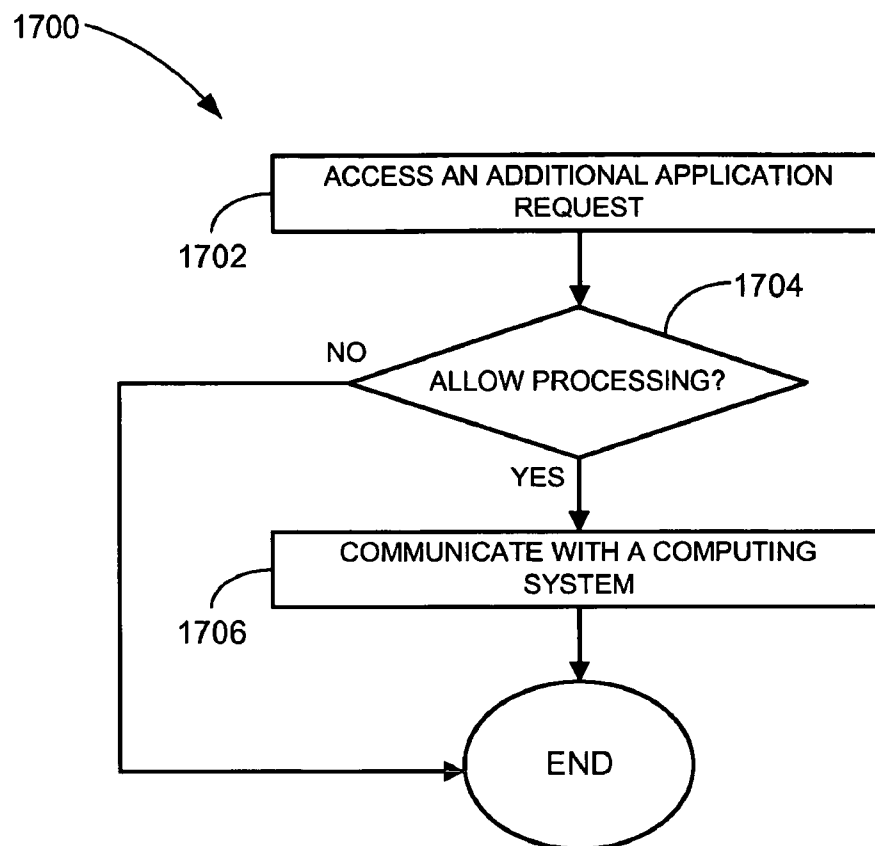 1700
ACCESS AN ADDITIONAL APPLICATION
REQUEST
1702
1704
NO
ALLOW PROCESSING?
YES
COMMUNICATE WITH A COMPUTING
SYSTEM
1706
END